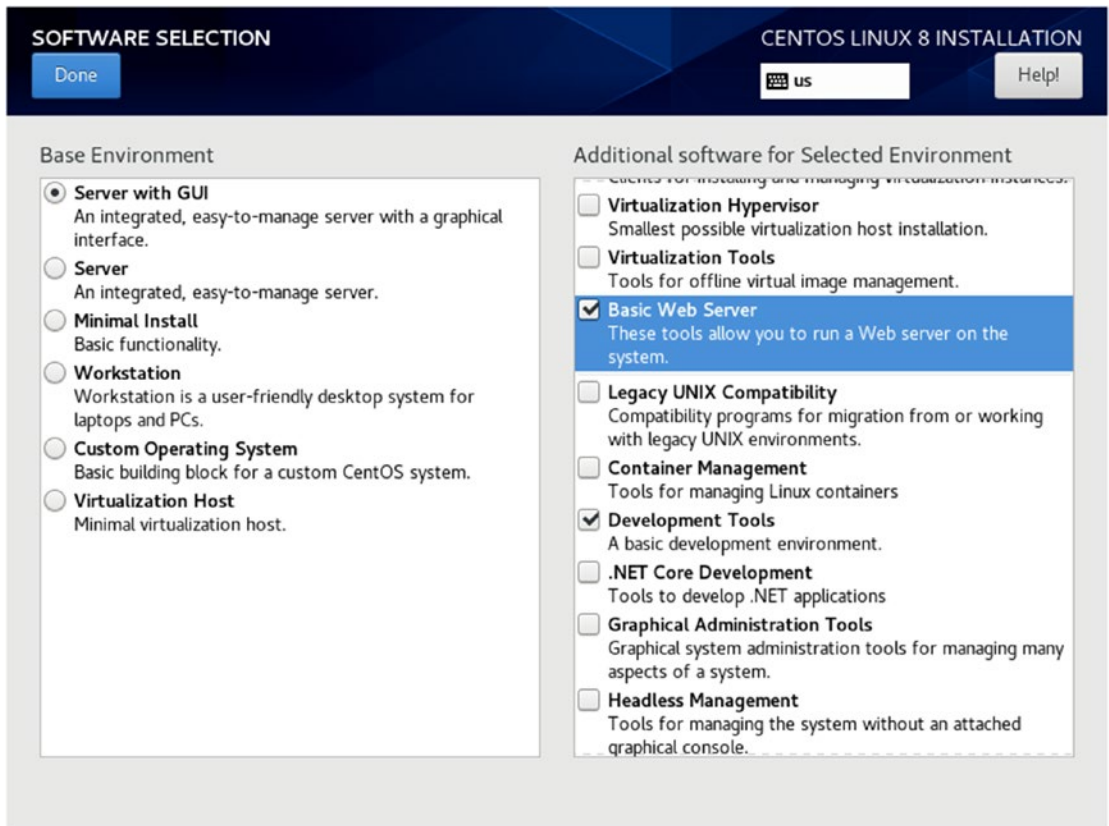 SOFTWARE SELECTION
Done
CENTOS LINUX 8 INSTALLATION
us
Help!
Base Environment
Server with GUI
An integrated, easy-to-manage server with a graphical
interface.
Server
An integrated, easy-to-manage server.
Minimal Install
Basic functionality.
Workstation
Workstation is a user-friendly desktop system for
laptops and PCs.
Custom Operating System
Basic building block for a custom CentOS system.
Virtualization Host
Minimal virtualization host.
Additional software for Selected Environment
Clients for installing and managing virtualization instances.
Virtualization Hypervisor
Smallest possible virtualization host installation.
Virtualization Tools
Tools for offline virtual image management.
Basic Web Server
These tools allow you to run a Web server on the
system.
Legacy UNIX Compatibility
Compatibility programs for migration from or working
with legacy UNIX environments.
Container Management
Tools for managing Linux containers
Development Tools
A basic development environment.
.NET Core Development
Tools to develop .NET applications
Graphical Administration Tools
Graphical system administration tools for managing many
aspects of a system.
Headless Management
Tools for managing the system without an attached
graphical console.